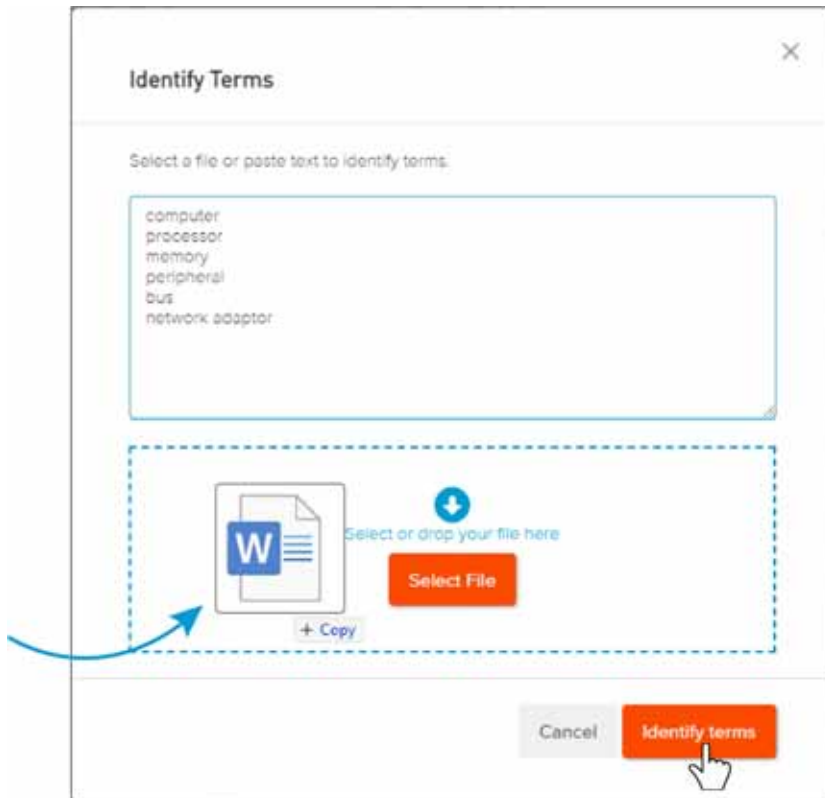 Identify Terms
Select a file or paste text to identify terms.
computer
processor
memory
peripheral
bus
network adaptor
W
Select or drop your file here
Select File
+ Copy
Cancel
Identify terms